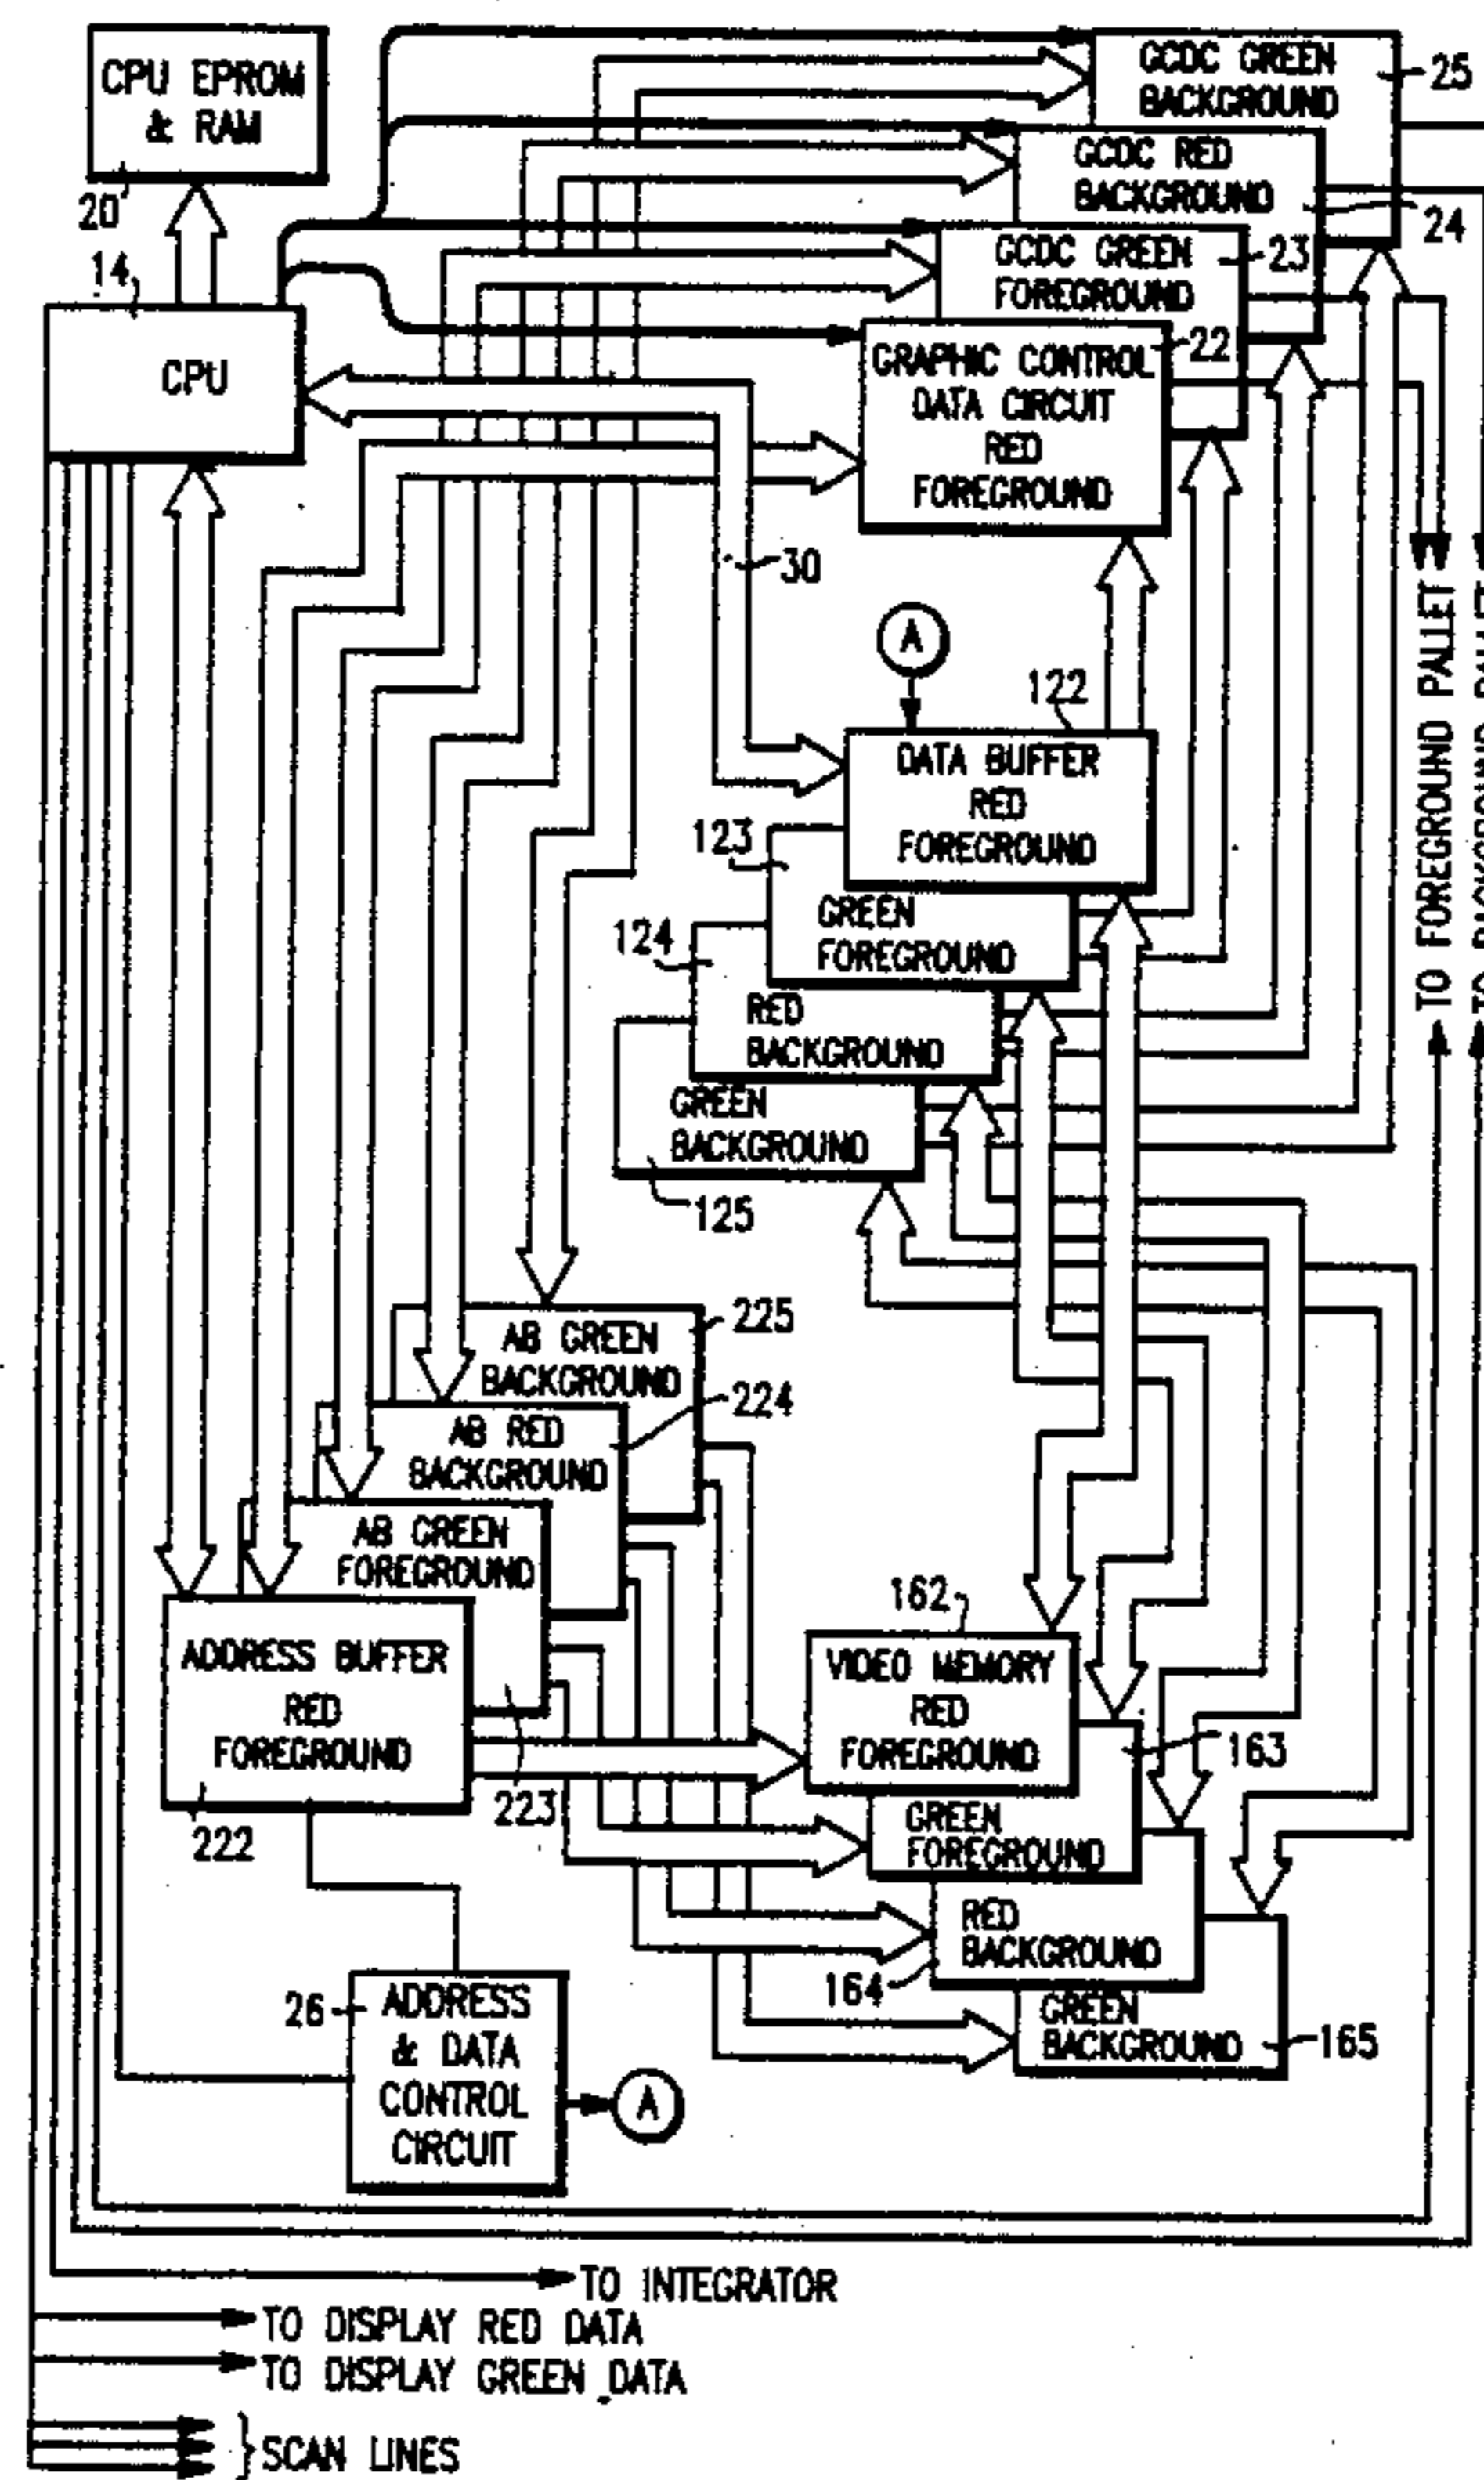 CPU EPROM
& RAM
20
14
CPU
GCDC GREEN
BACKGROUND
25
GCDC RED
BACKGROUND
24
GCDC GREEN
FOREGROUND
23
GRAPHIC CONTROL
DATA CIRCUIT
RED
FOREGROUND
22
30
A
122
DATA BUFFER
RED
FOREGROUND
123
GREEN
FOREGROUND
124
RED
BACKGROUND
GREEN
BACKGROUND
125
TO FOREGROUND PALLET
AB GREEN
BACKGROUND
225
AB RED
BACKGROUND
224
AB GREEN
FOREGROUND
ADDRESS BUFFER
RED
FOREGROUND
223
222
162
VIDEO MEMORY
RED
FOREGROUND
163
GREEN
FOREGROUND
RED
BACKGROUND
164
GREEN
BACKGROUND
165
26
ADDRESS
& DATA
CONTROL
CIRCUIT
A
TO INTEGRATOR
TO DISPLAY RED DATA
TO DISPLAY GREEN DATA
SCAN LINES